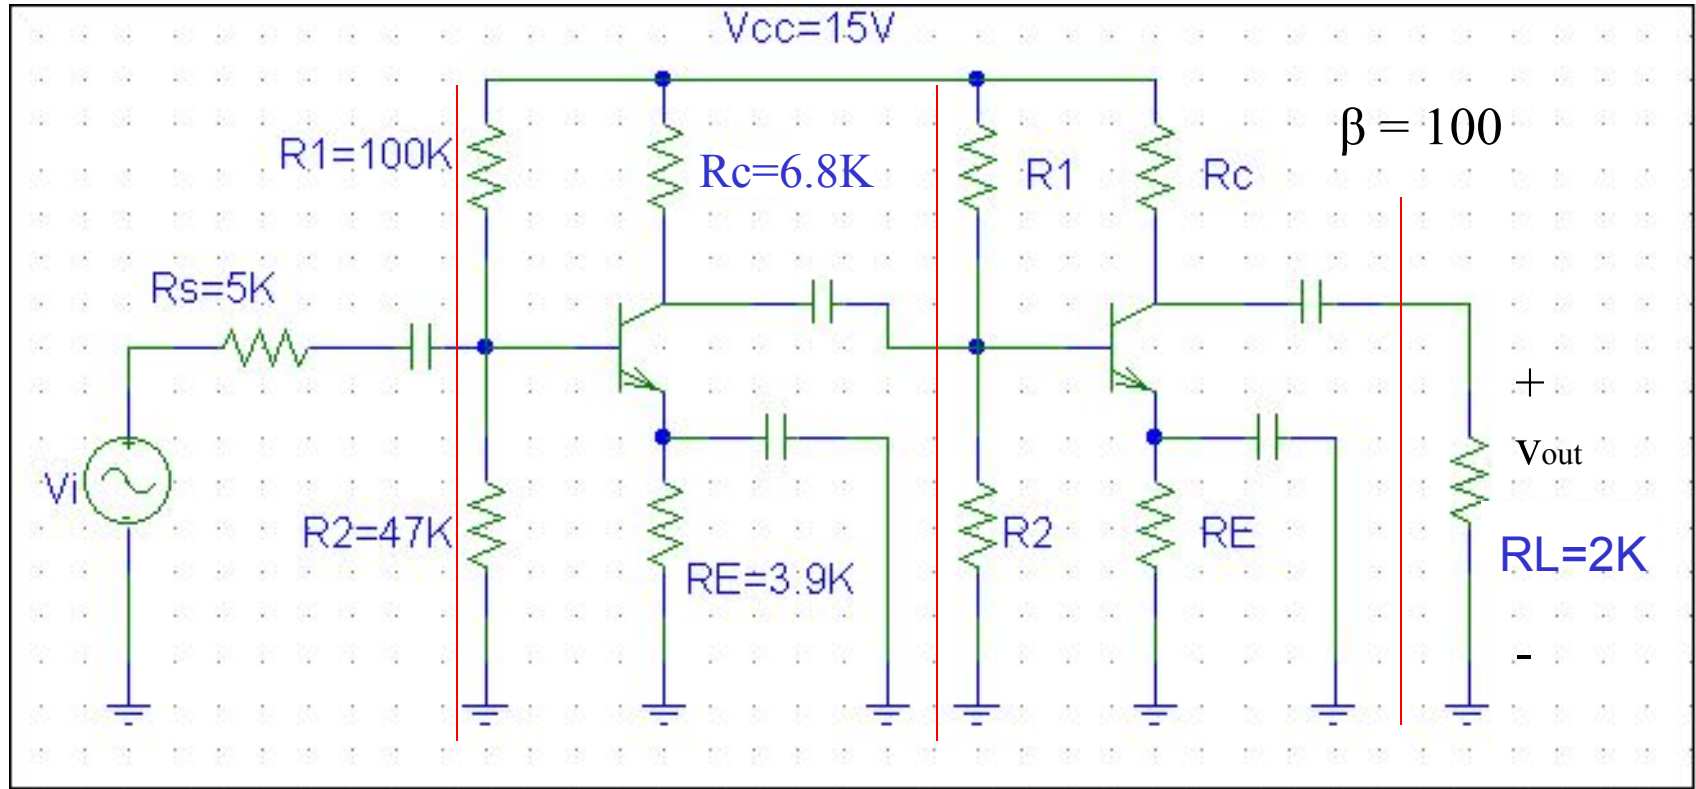 Vcc=15V
β = 100
R1=100K
Rc=6.8K
R1
Rc
Rs=5K
+
Vout
Vi
R2=47K
R2
RE
RL=2K
RE=3.9K
-